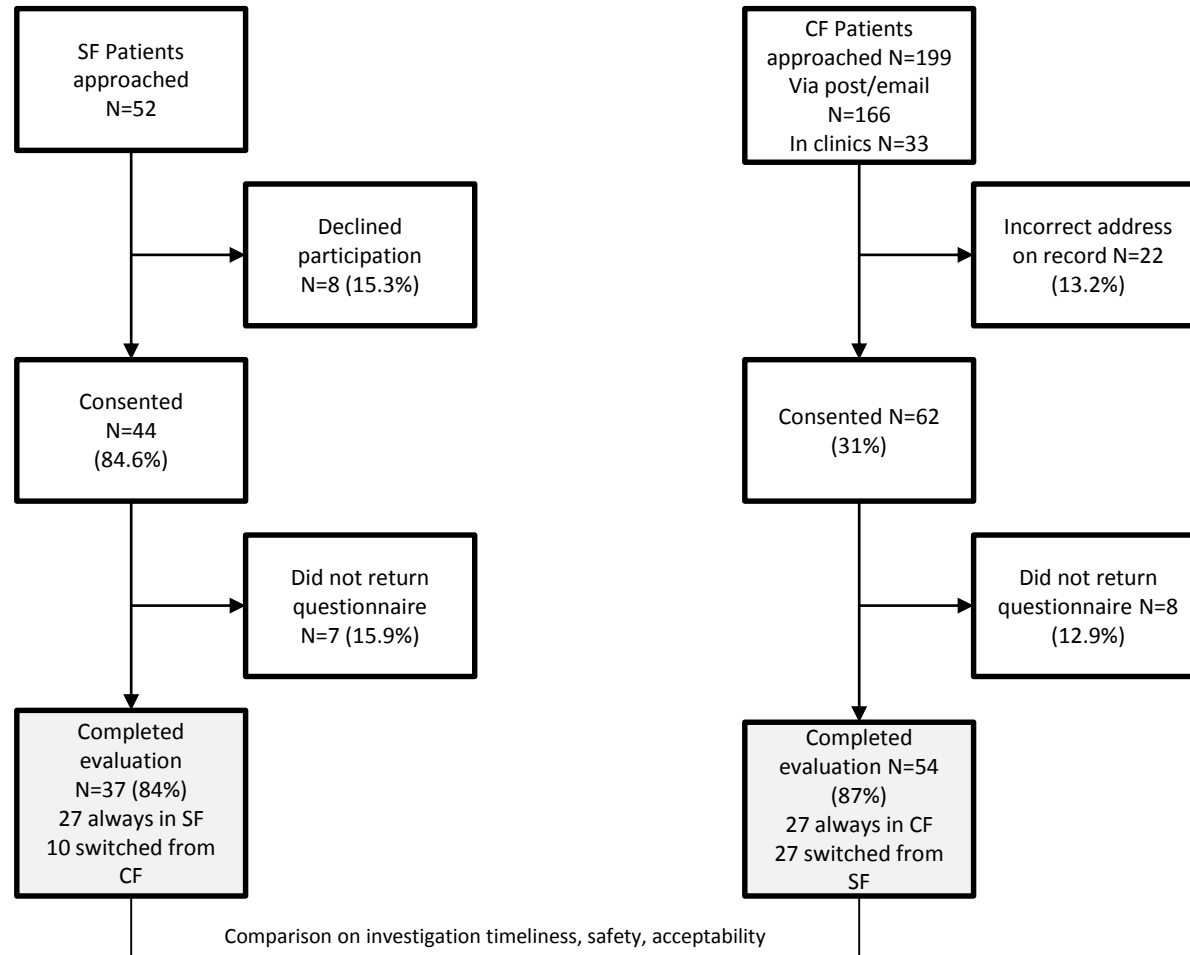 SF Patients
approached
N=52
CF Patients
approached N=199
Via post/email
N=166
In clinics N=33
Declined
participation
N=8 (15.3%)
Incorrect address
on record N=22
(13.2%)
Consented
N=44
(84.6%)
Consented N=62
(31%)
Did not return
questionnaire
N=7 (15.9%)
Did not return
questionnaire N=8
(12.9%)
Completed
evaluation
N=37 (84%)
27 always in SF
10 switched from
CF
Completed
evaluation N=54
(87%)
27 always in CF
27 switched from
SF
Comparison on investigation timeliness, safety, acceptability